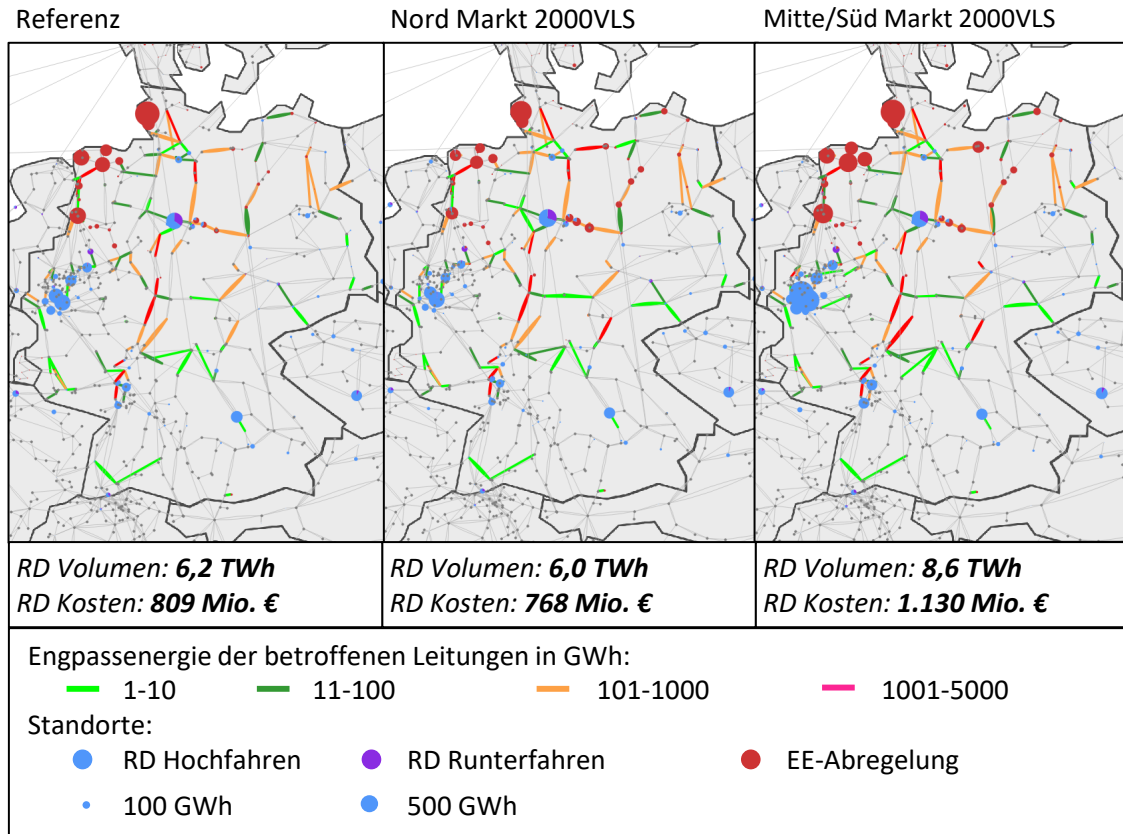 Referenz
Nord Markt 2000VLS
Mitte/Süd Markt 2000VLS
RD Volumen: 6,2 TWh
RD Kosten: 809 Mio. €
RD Volumen: 6,0 TWh
RD Kosten: 768 Mio. €
RD Volumen: 8,6 TWh
RD Kosten: 1.130 Mio. €
Engpassenergie der betroffenen Leitungen in GWh:
1-10 11-100 101-1000 1001-5000
Standorte:
RD Hochfahren RD Runterfahren EE-Abregelung
100 GWh 500 GWh